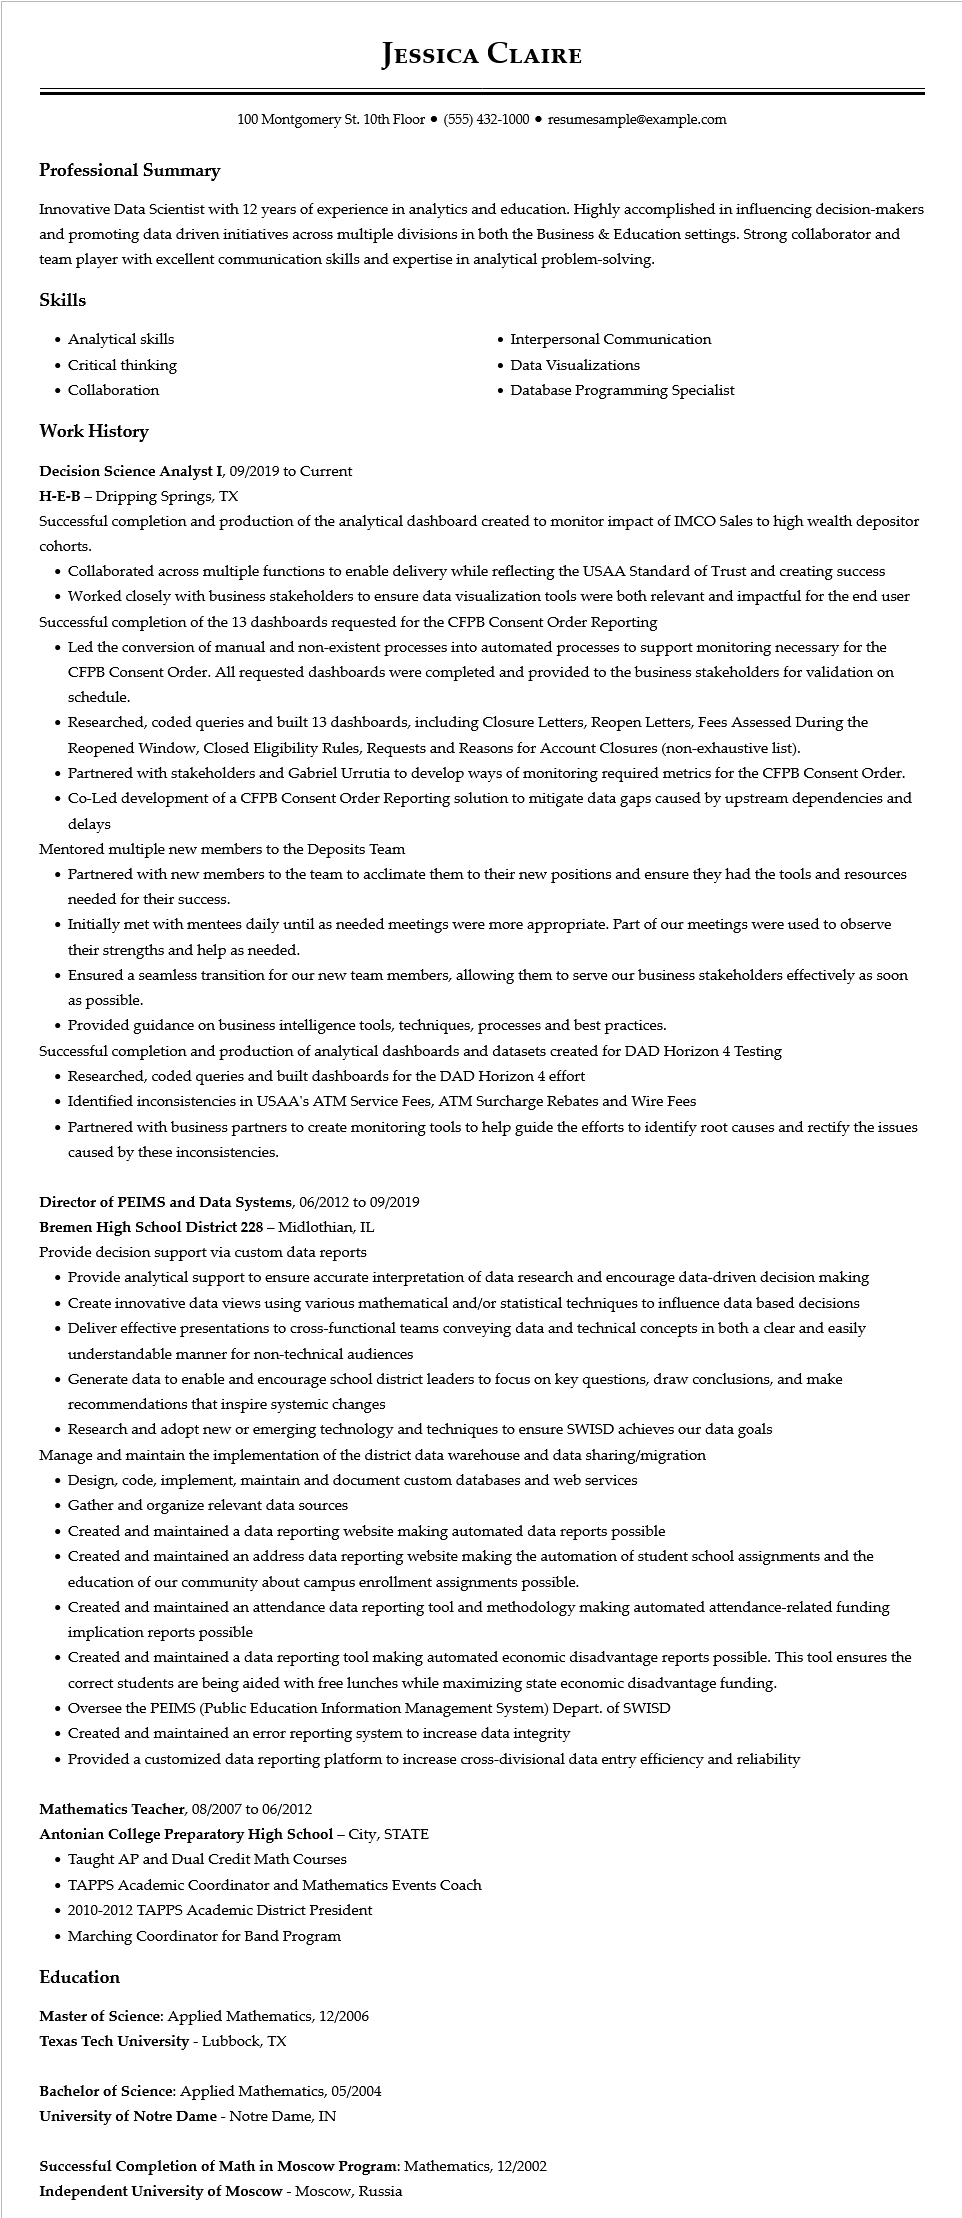 Jessica Claire
100 Montgomery St. 10th Floor ● (555) 432-1000 ● resumesample@example.com
Professional Summary
Innovative Data Scientist with 12 years of experience in analytics and education. Highly accomplished in influencing decision-makers
and promoting data driven initiatives across multiple divisions in both the Business & Education settings. Strong collaborator and
team player with excellent communication skills and expertise in analytical problem-solving.
Skills
• Analytical skills
• Critical thinking
• Collaboration
• Interpersonal Communication
• Data Visualizations
• Database Programming Specialist
Work History
Decision Science Analyst I, 09/2019 to Current
H-E-B – Dripping Springs, TX
Successful completion and production of the analytical dashboard created to monitor impact of IMCO Sales to high wealth depositor
cohorts.
• Collaborated across multiple functions to enable delivery while reflecting the USAA Standard of Trust and creating success
• Worked closely with business stakeholders to ensure data visualization tools were both relevant and impactful for the end user
Successful completion of the 13 dashboards requested for the CFPB Consent Order Reporting
• Led the conversion of manual and non-existent processes into automated processes to support monitoring necessary for the
CFPB Consent Order. All requested dashboards were completed and provided to the business stakeholders for validation on
schedule.
• Researched, coded queries and built 13 dashboards, including Closure Letters, Reopen Letters, Fees Assessed During the
Reopened Window, Closed Eligibility Rules, Requests and Reasons for Account Closures (non-exhaustive list).
• Partnered with stakeholders and Gabriel Urrutia to develop ways of monitoring required metrics for the CFPB Consent Order.
• Co-Led development of a CFPB Consent Order Reporting solution to mitigate data gaps caused by upstream dependencies and
delays
Mentored multiple new members to the Deposits Team
• Partnered with new members to the team to acclimate them to their new positions and ensure they had the tools and resources
needed for their success.
• Initially met with mentees daily until as needed meetings were more appropriate. Part of our meetings were used to observe
their strengths and help as needed.
• Ensured a seamless transition for our new team members, allowing them to serve our business stakeholders effectively as soon
as possible.
• Provided guidance on business intelligence tools, techniques, processes and best practices.
Successful completion and production of analytical dashboards and datasets created for DAD Horizon 4 Testing
• Researched, coded queries and built dashboards for the DAD Horizon 4 effort
• Identified inconsistencies in USAA's ATM Service Fees, ATM Surcharge Rebates and Wire Fees
• Partnered with business partners to create monitoring tools to help guide the efforts to identify root causes and rectify the issues
caused by these inconsistencies.
Director of PEIMS and Data Systems, 06/2012 to 09/2019
Bremen High School District 228 – Midlothian, IL
Provide decision support via custom data reports
• Provide analytical support to ensure accurate interpretation of data research and encourage data-driven decision making
• Create innovative data views using various mathematical and/or statistical techniques to influence data based decisions
• Deliver effective presentations to cross-functional teams conveying data and technical concepts in both a clear and easily
understandable manner for non-technical audiences
• Generate data to enable and encourage school district leaders to focus on key questions, draw conclusions, and make
recommendations that inspire systemic changes
• Research and adopt new or emerging technology and techniques to ensure SWISD achieves our data goals
Manage and maintain the implementation of the district data warehouse and data sharing/migration
• Design, code, implement, maintain and document custom databases and web services
• Gather and organize relevant data sources
• Created and maintained a data reporting website making automated data reports possible
• Created and maintained an address data reporting website making the automation of student school assignments and the
education of our community about campus enrollment assignments possible.
• Created and maintained an attendance data reporting tool and methodology making automated attendance-related funding
implication reports possible
• Created and maintained a data reporting tool making automated economic disadvantage reports possible. This tool ensures the
correct students are being aided with free lunches while maximizing state economic disadvantage funding.
• Oversee the PEIMS (Public Education Information Management System) Depart. of SWISD
• Created and maintained an error reporting system to increase data integrity
• Provided a customized data reporting platform to increase cross-divisional data entry efficiency and reliability
Mathematics Teacher, 08/2007 to 06/2012
Antonian College Preparatory High School – City, STATE
• Taught AP and Dual Credit Math Courses
• TAPPS Academic Coordinator and Mathematics Events Coach
• 2010-2012 TAPPS Academic District President
• Marching Coordinator for Band Program
Education
Master of Science: Applied Mathematics, 12/2006
Texas Tech University - Lubbock, TX
Bachelor of Science: Applied Mathematics, 05/2004
University of Notre Dame - Notre Dame, IN
Successful Completion of Math in Moscow Program: Mathematics, 12/2002
Independent University of Moscow - Moscow, Russia